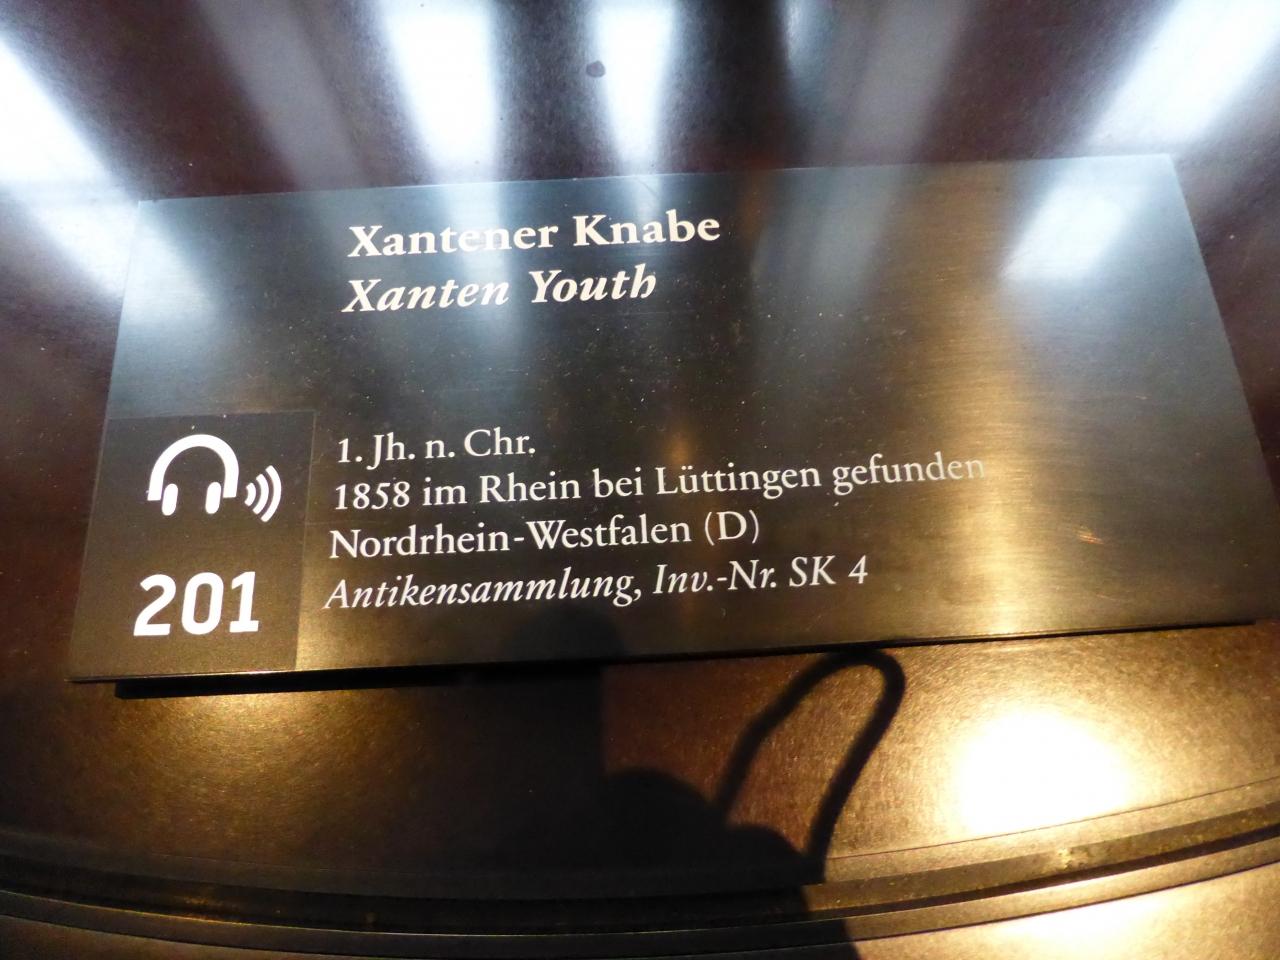 Xantener Knabe
Xanten Youth
1. Jh. n. Chr.
1858 im Rhein bei Lüttingen gefunden
Nordrhein-Westfalen (D)
Antikensammlung, Inv.-Nr. SK 4
201